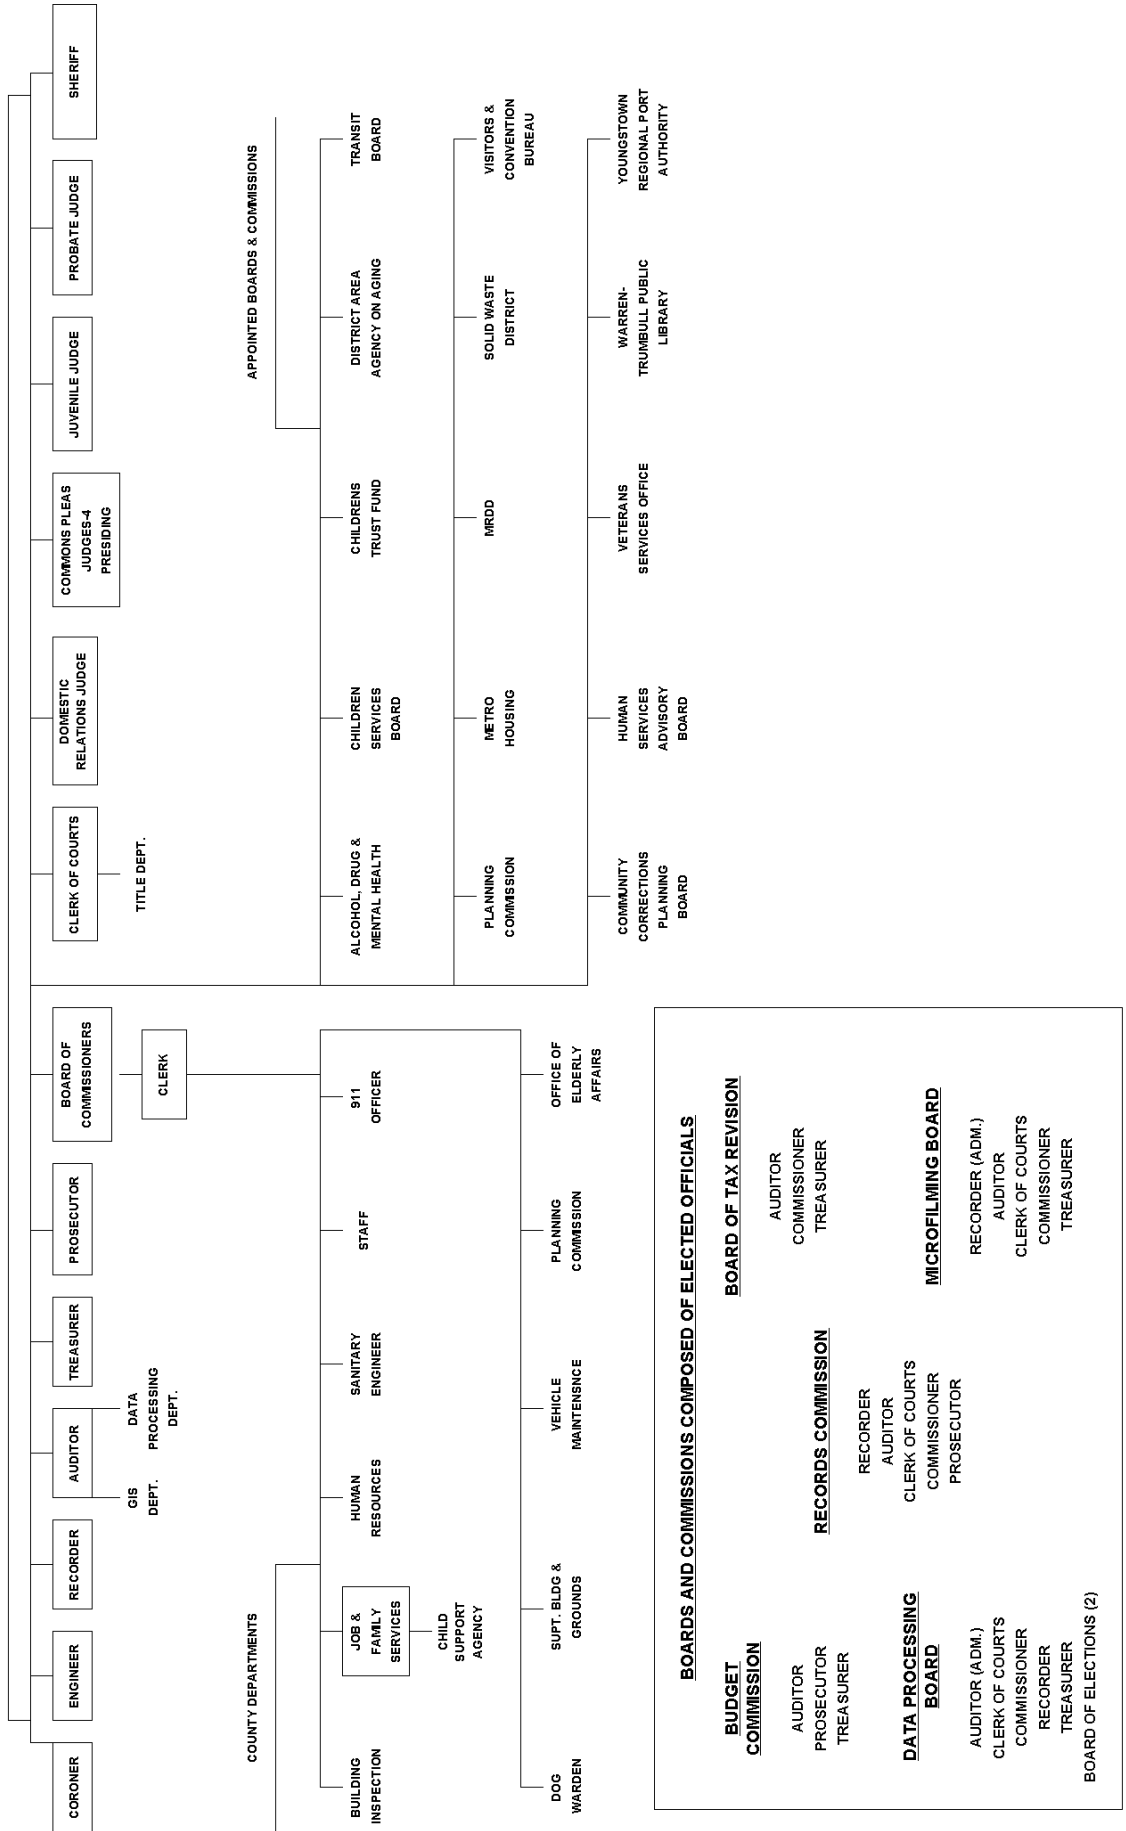 CORONER
ENGINEER
RECORDER
AUDITOR
TREASURER
PROSECUTOR
BOARD OF
COMMISSIONERS
CLERK OF COURTS
DOMESTIC
RELATIONS JUDGE
COMMONS PLEAS
JUDGES-4
PRESIDING
JUVENILE JUDGE
PROBATE JUDGE
SHERIFF
GIS
DEPT.
DATA
PROCESSING
DEPT.
CLERK
TITLE DEPT.
COUNTY DEPARTMENTS
APPOINTED BOARDS & COMMISSIONS
BUILDING
INSPECTION
JOB &
FAMILY
SERVICES
CHILD
SUPPORT
AGENCY
HUMAN
RESOURCES
SANITARY
ENGINEER
STAFF
911
OFFICER
ALCOHOL, DRUG &
MENTAL HEALTH
CHILDREN
SERVICES
BOARD
CHILDRENS
TRUST FUND
DISTRICT AREA
AGENCY ON AGING
TRANSIT
BOARD
PLANNING
COMMISSION
METRO
HOUSING
MRDD
SOLID WASTE
DISTRICT
VISITORS &
CONVENTION
BUREAU
DOG
WARDEN
SUPT. BLDG &
GROUNDS
VEHICLE
MAINTENSNCE
PLANNING
COMMISSION
OFFICE OF
ELDERLY
AFFAIRS
COMMUNITY
CORRECTIONS
PLANNING
BOARD
HUMAN
SERVICES
ADVISORY
BOARD
VETERANS
SERVICES OFFICE
WARREN-
TRUMBULL PUBLIC
LIBRARY
YOUNGSTOWN
REGIONAL PORT
AUTHORITY
BOARDS AND COMMISSIONS COMPOSED OF ELECTED OFFICIALS
BUDGET
COMMISSION
AUDITOR
PROSECUTOR
TREASURER
BOARD OF TAX REVISION
AUDITOR
COMMISSIONER
TREASURER
RECORDS COMMISSION
RECORDER
AUDITOR
CLERK OF COURTS
COMMISSIONER
PROSECUTOR
DATA PROCESSING
BOARD
AUDITOR (ADM.)
CLERK OF COURTS
COMMISSIONER
RECORDER
TREASURER
BOARD OF ELECTIONS (2)
MICROFILMING BOARD
RECORDER (ADM.)
AUDITOR
CLERK OF COURTS
COMMISSIONER
TREASURER